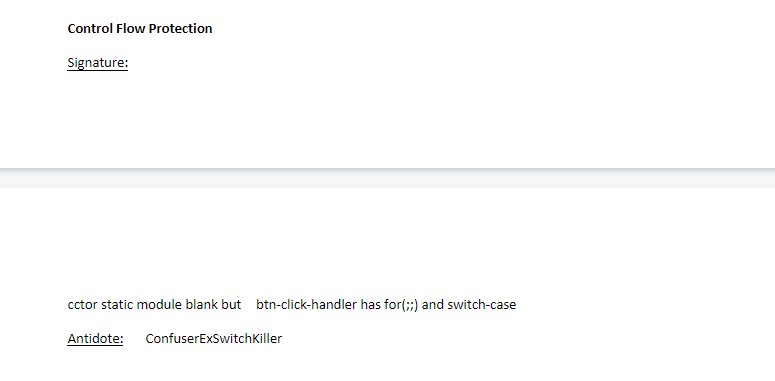 Control Flow Protection
Signature:
cctor static module blank but    btn-click-handler has for(;;) and switch-case
Antidote:    ConfuserExSwitchKiller